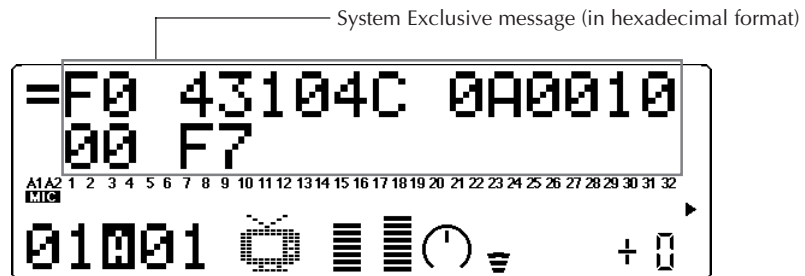 System Exclusive message (in hexadecimal format)
=F0 43104C 0A0010
00 F7
A1 A2 1 2 3 4 5 6 7 8 9 10 11 12 13 14 15 16 17 18 19 20 21 22 23 24 25 26 27 28 29 30 31 32
MIC
01A01 + 0